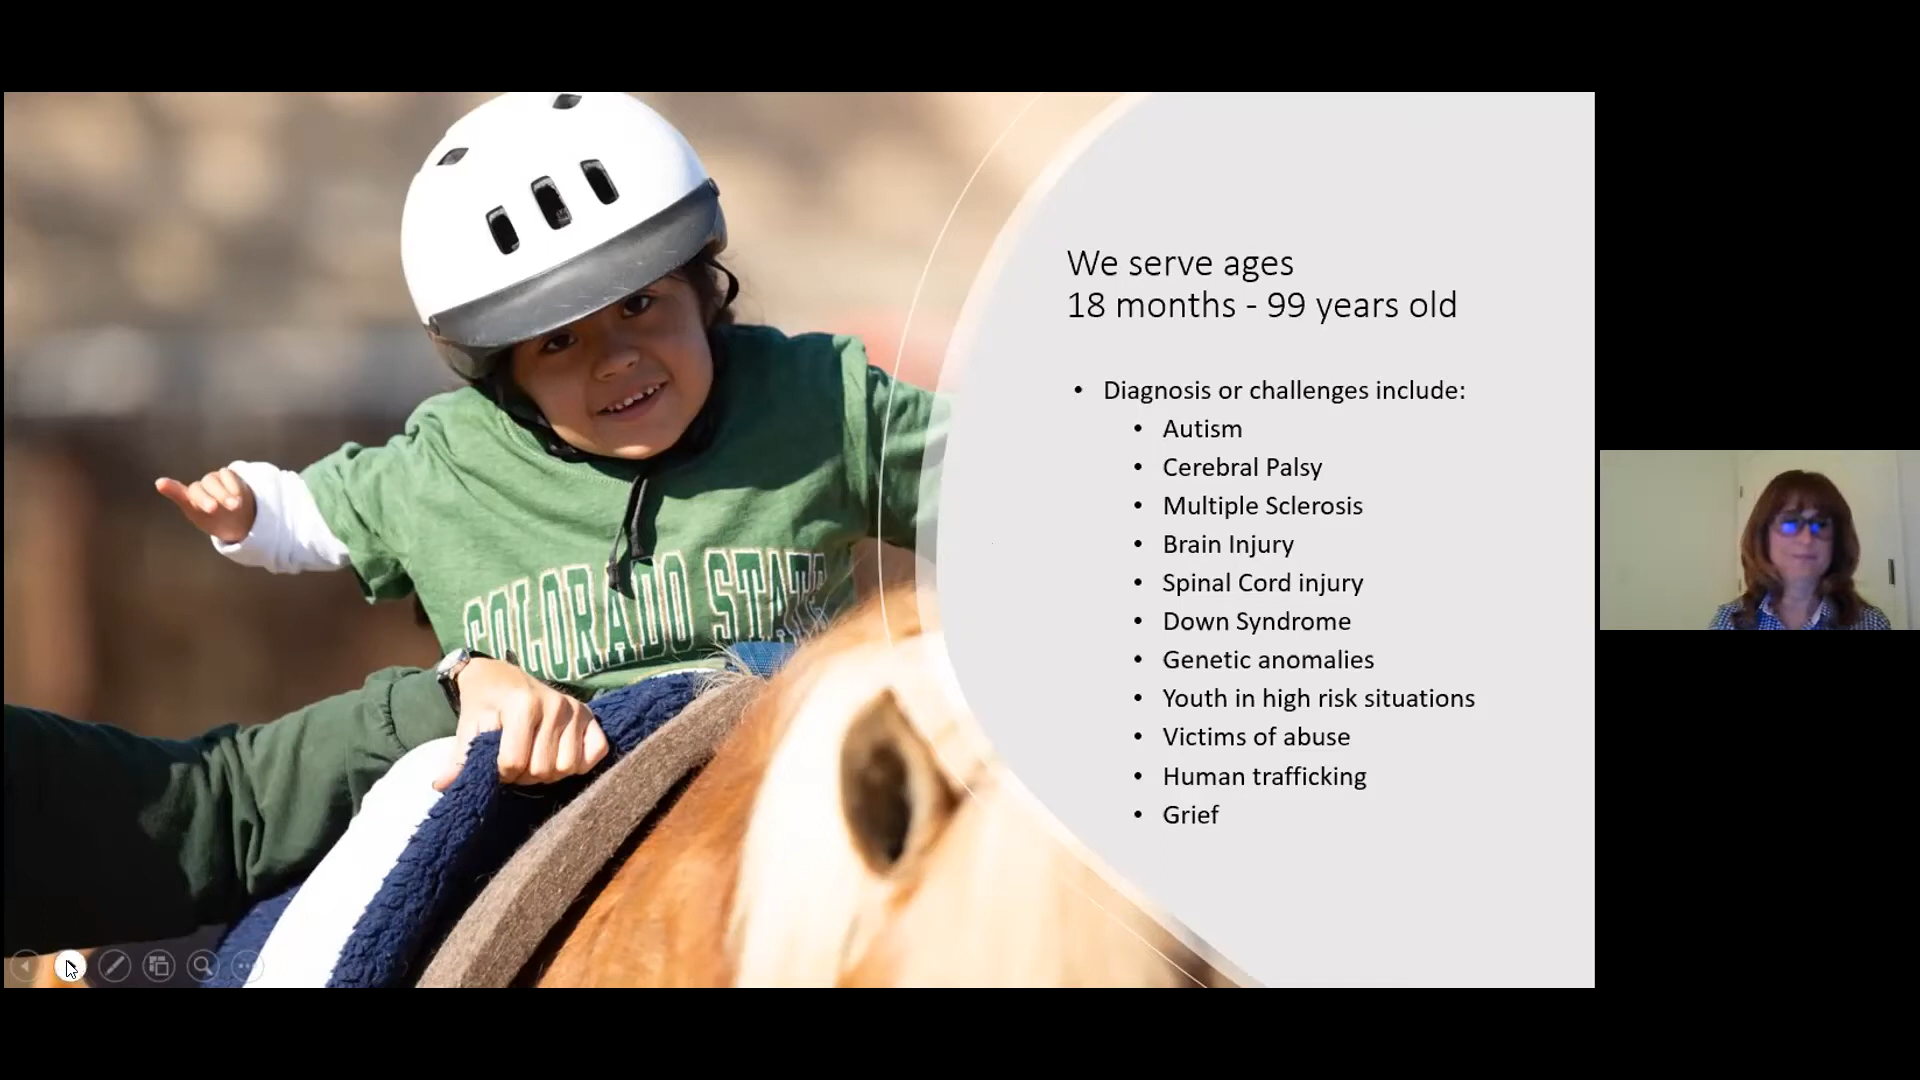 We serve ages
18 months - 99 years old
• Diagnosis or challenges include:
• Autism
• Cerebral Palsy
• Multiple Sclerosis
• Brain Injury
• Spinal Cord injury
• Down Syndrome
• Genetic anomalies
• Youth in high risk situations
• Victims of abuse
• Human trafficking
• Grief
COLORADO STATE